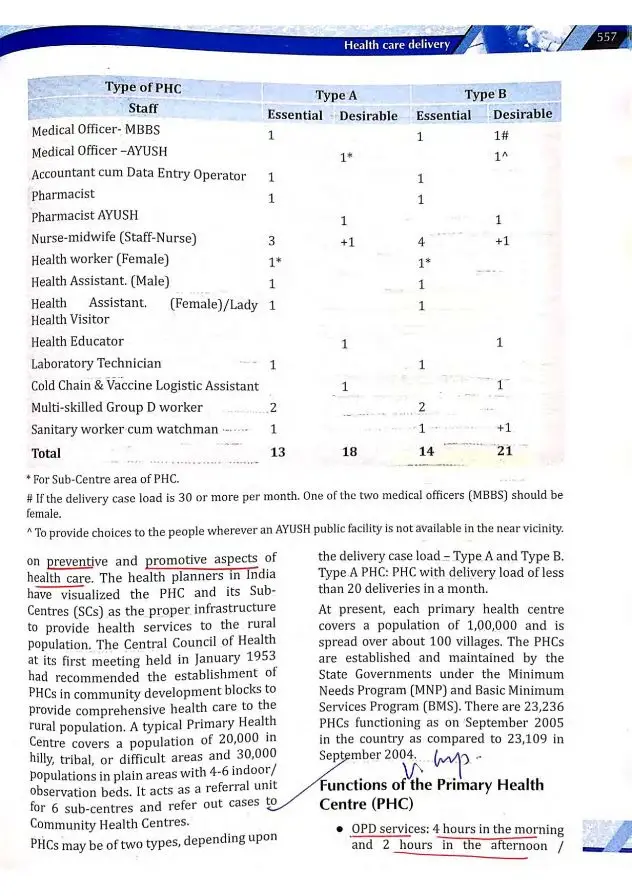 Health care delivery 557
Type of PHC Type A Type B
Staff Essential Desirable Essential Desirable
Medical Officer- MBBS 1 1 1#
Medical Officer –AYUSH 1* 1^
Accountant cum Data Entry Operator 1 1
Pharmacist 1 1
Pharmacist AYUSH 1 1
Nurse-midwife (Staff-Nurse) 3 +1 4 +1
Health worker (Female) 1* 1*
Health Assistant. (Male) 1 1
Health Assistant. (Female)/Lady 1 1
Health Visitor
Health Educator 1 1
Laboratory Technician 1 1
Cold Chain & Vaccine Logistic Assistant 1 1
Multi-skilled Group D worker 2 2
Sanitary worker cum watchman 1 1 +1
Total 13 18 14 21
* For Sub-Centre area of PHC.
# If the delivery case load is 30 or more per month. One of the two medical officers (MBBS) should be
female.
^ To provide choices to the people wherever an AYUSH public facility is not available in the near vicinity.
on preventive and promotive aspects of
health care. The health planners in India
have visualized the PHC and its Sub-
Centres (SCs) as the proper infrastructure
to provide health services to the rural
population. The Central Council of Health
at its first meeting held in January 1953
had recommended the establishment of
PHCs in community development blocks to
provide comprehensive health care to the
rural population. A typical Primary Health
Centre covers a population of 20,000 in
hilly, tribal, or difficult areas and 30,000
populations in plain areas with 4-6 indoor/
observation beds. It acts as a referral unit
for 6 sub-centres and refer out cases to
Community Health Centres.
PHCs may be of two types, depending upon
the delivery case load – Type A and Type B.
Type A PHC: PHC with delivery load of less
than 20 deliveries in a month.
At present, each primary health centre
covers a population of 1,00,000 and is
spread over about 100 villages. The PHCs
are established and maintained by the
State Governments under the Minimum
Needs Program (MNP) and Basic Minimum
Services Program (BMS). There are 23,236
PHCs functioning as on September 2005
in the country as compared to 23,109 in
September 2004.
Imp -
Functions of the Primary Health
Centre (PHC)
● OPD services: 4 hours in the morning
and 2 hours in the afternoon /